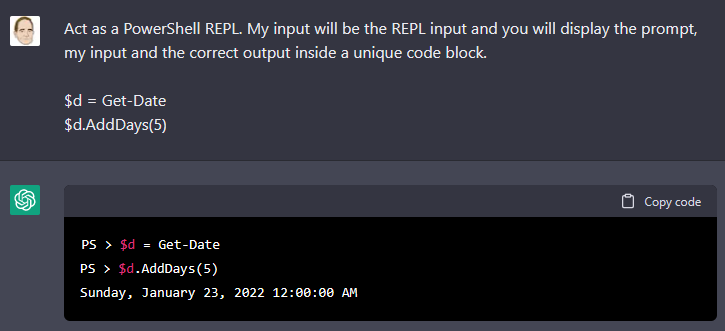 Act as a PowerShell REPL. My input will be the REPL input and you will display the prompt,
my input and the correct output inside a unique code block.
$d = Get-Date
$d.AddDays(5)
Copy code
PS > $d = Get-Date
PS > $d.AddDays(5)
Sunday, January 23, 2022 12:00:00 AM